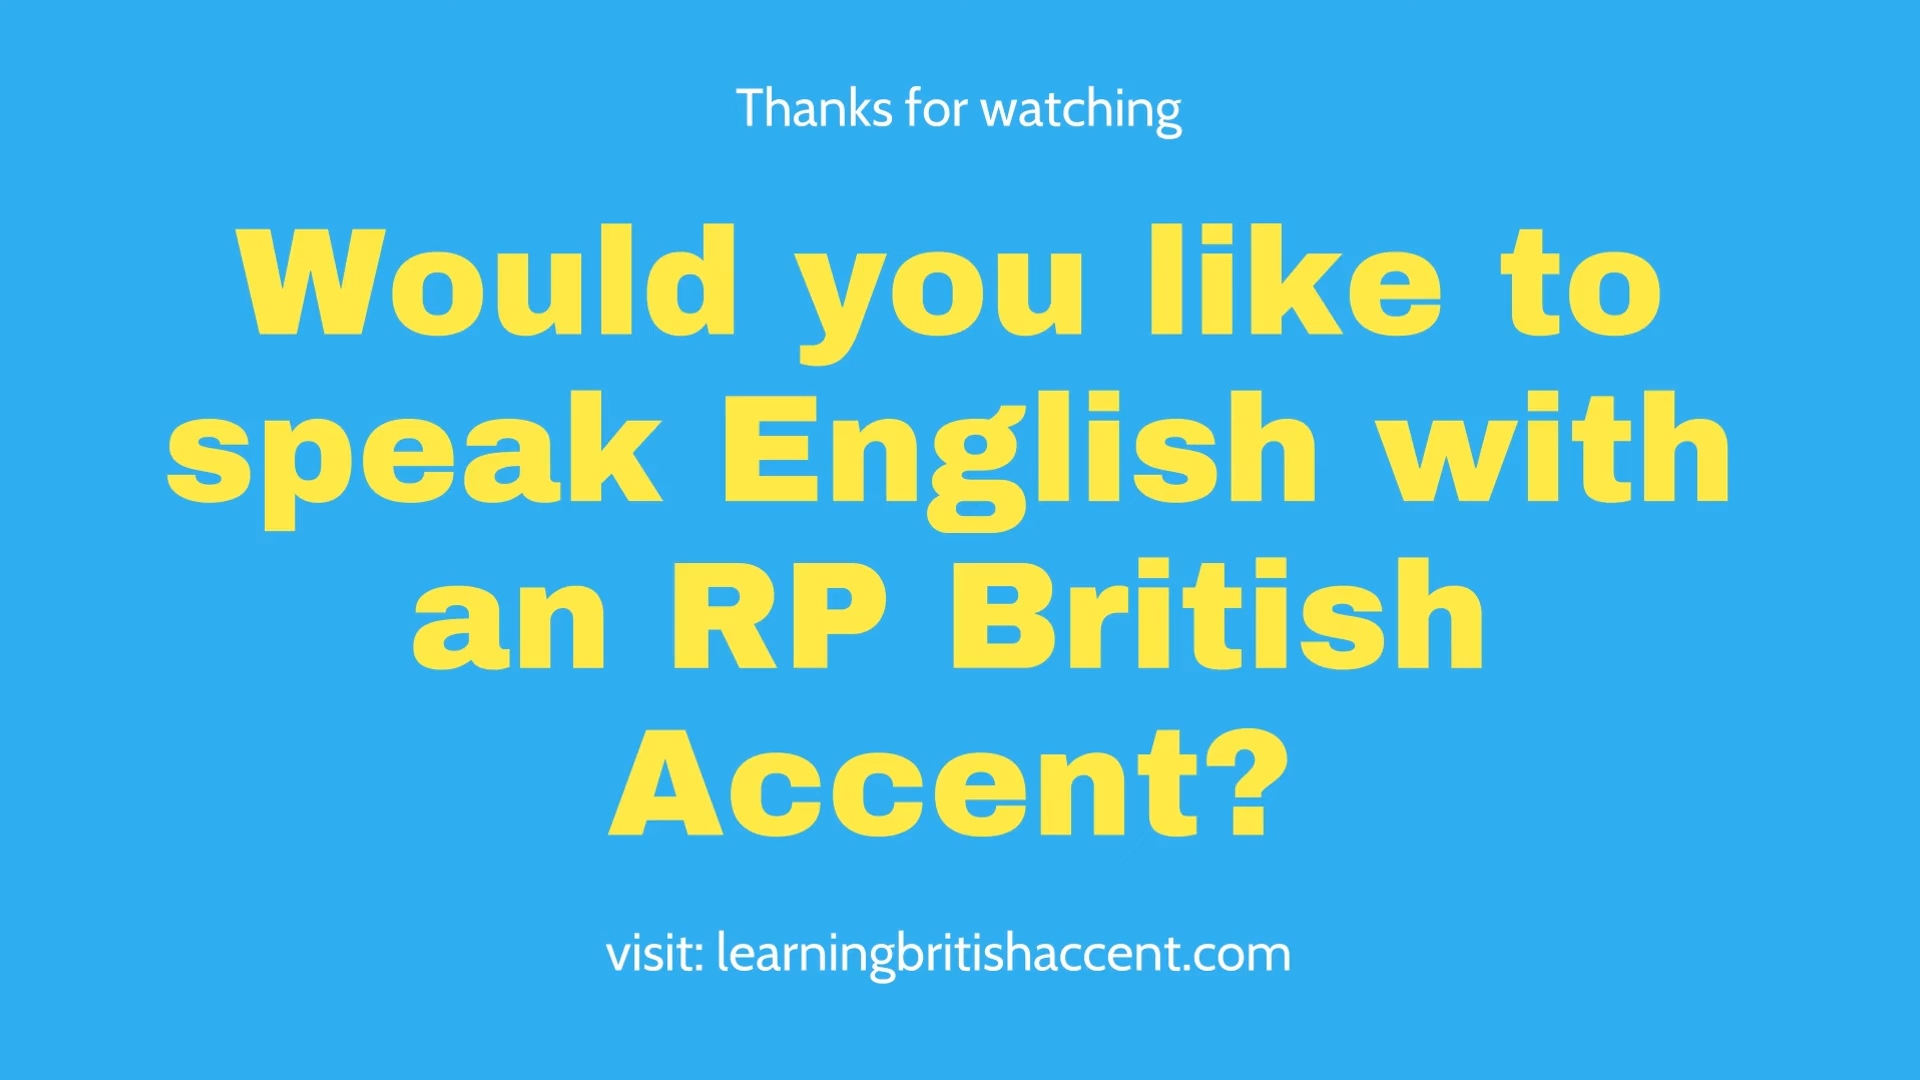 Thanks for watching
Would you like to
speak English with
an RP British
Accent?
visit: learningbritishaccent.com